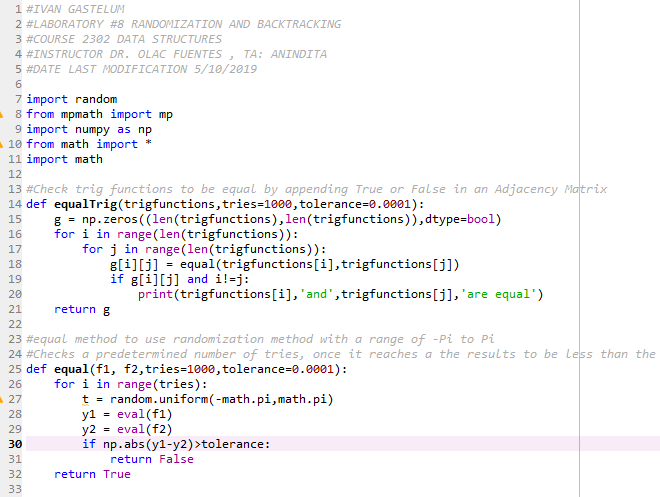 1 #IVAN GASTELUM
2 #LABORATORY #8 RANDOMIZATION AND BACKTRACKING
3 #COURSE 2302 DATA STRUCTURES
4 #INSTRUCTOR DR. OLAC FUENTES , TA: ANINDITA
5 #DATE LAST MODIFICATION 5/10/2019
6
7 import random
8 from mpmath import mp
9 import numpy as np
10 from math import *
11 import math
12
13 #Check trig functions to be equal by appending True or False in an Adjacency Matrix
14 def equalTrig(trigfunctions,tries=1000,tolerance=0.0001):
15     g = np.zeros((len(trigfunctions),len(trigfunctions)),dtype=bool)
16     for i in range(len(trigfunctions)):
17         for j in range(len(trigfunctions)):
18             g[i][j] = equal(trigfunctions[i],trigfunctions[j])
19             if g[i][j] and i!=j:
20                 print(trigfunctions[i],'and',trigfunctions[j],'are equal')
21     return g
22
23 #equal method to use randomization method with a range of -Pi to Pi
24 #Checks a predetermined number of tries, once it reaches a the results to be less than the
25 def equal(f1, f2,tries=1000,tolerance=0.0001):
26     for i in range(tries):
27         t = random.uniform(-math.pi,math.pi)
28         y1 = eval(f1)
29         y2 = eval(f2)
30         if np.abs(y1-y2)>tolerance:
31             return False
32     return True
33